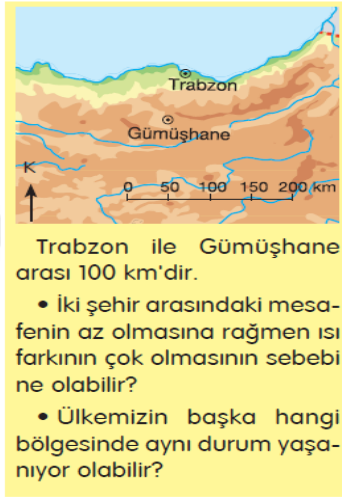 Trabzon
Gümüşhane
K
0 50 100 150 200 km
Trabzon ile Gümüşhane
arası 100 km'dir.
• İki şehir arasındaki mesa-
fenin az olmasına rağmen ısı
farkının çok olmasının sebebi
ne olabilir?
• Ülkemizin başka hangi
bölgesinde aynı durum yaşa-
nıyor olabilir?